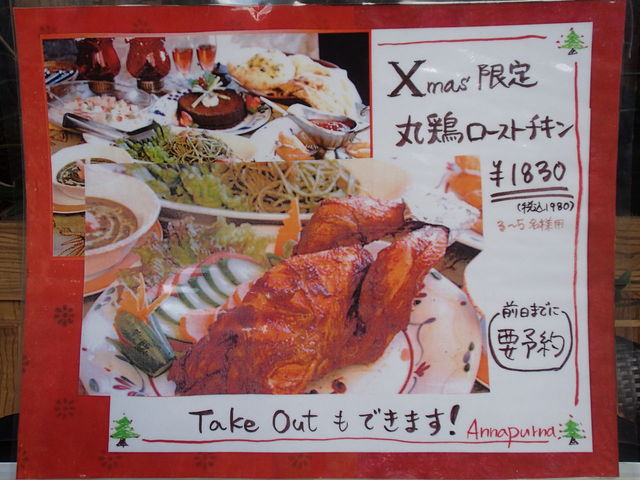 Xmas限定
丸鶏ローストチキン
¥1830
(税込1980)
3～5名様用
前日までに
要予約
Take Out もできます!
Annapurna